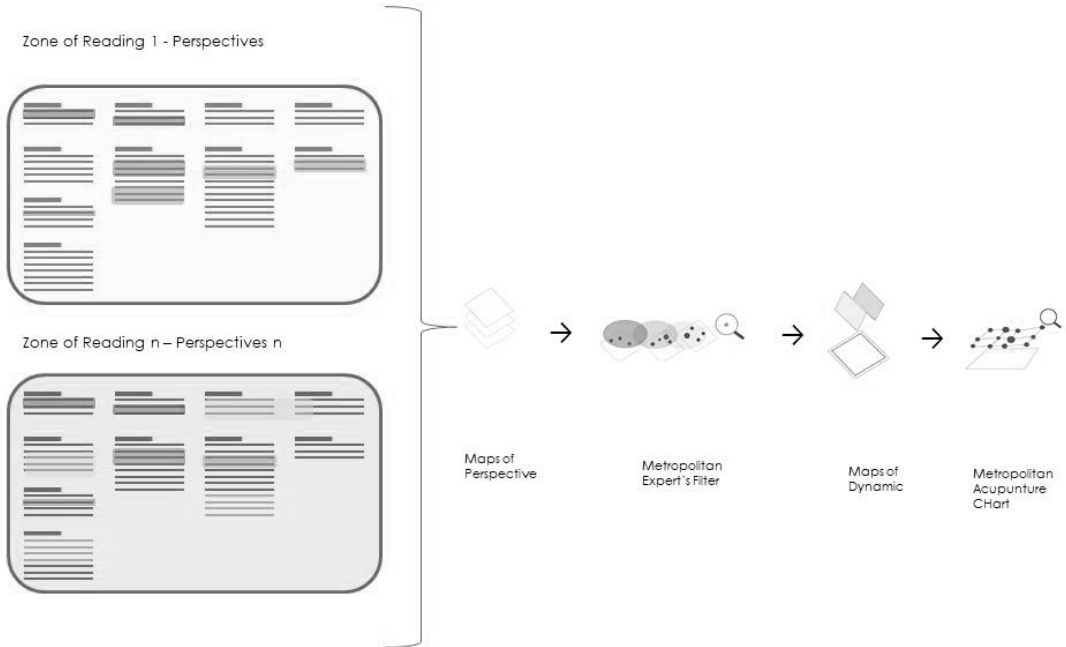 Zone of Reading 1 - Perspectives
Zone of Reading n – Perspectives n
Maps of
Perspective
Metropolitan
Expert´s Filter
Maps of
Dynamic
Metropolitan
Acupunture
CHart